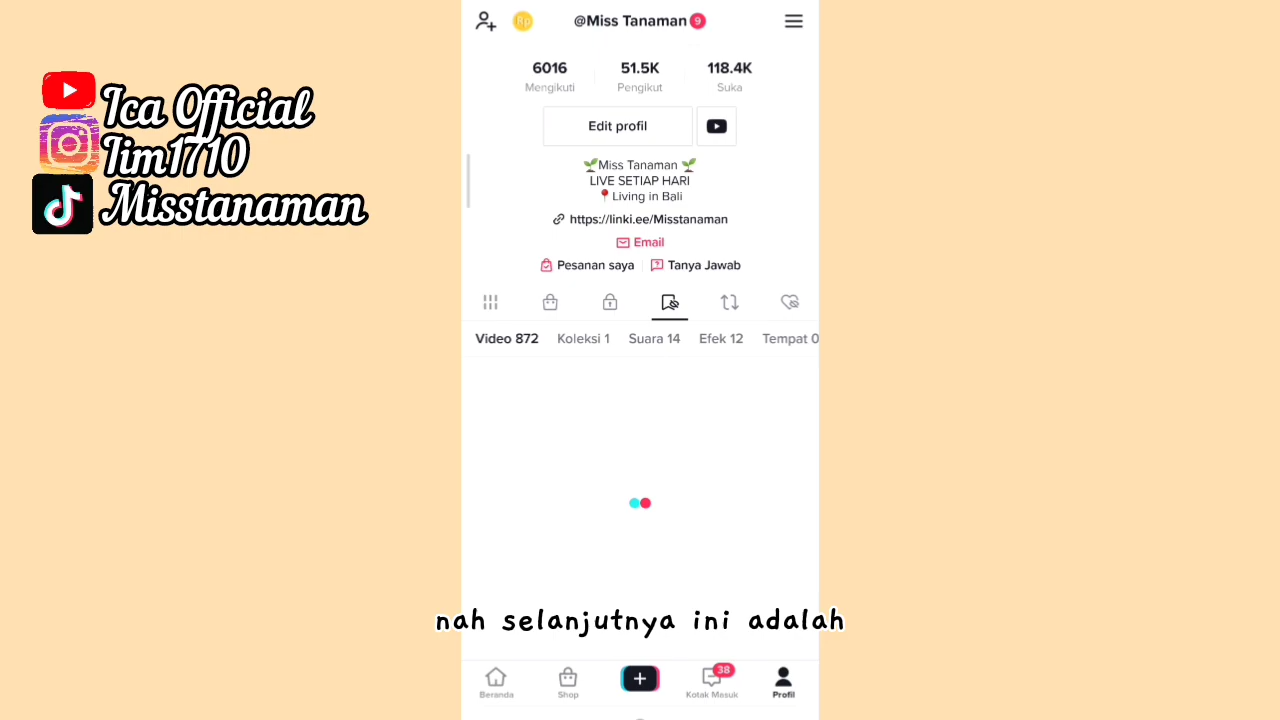 Ica Official
Iim1710
Misstanaman
Rp
@Miss Tanaman 9
6016 51.5K 118.4K
Mengikuti Pengikut Suka
Edit profil
🌱Miss Tanaman 🌱
LIVE SETIAP HARI
📍Living in Bali
https://linki.ee/Misstanaman
Email
Pesanan saya Tanya Jawab
Video 872 Koleksi 1 Suara 14 Efek 12 Tempat 0
nah selanjutnya ini adalah
38
Beranda Shop Kotak Masuk Profil